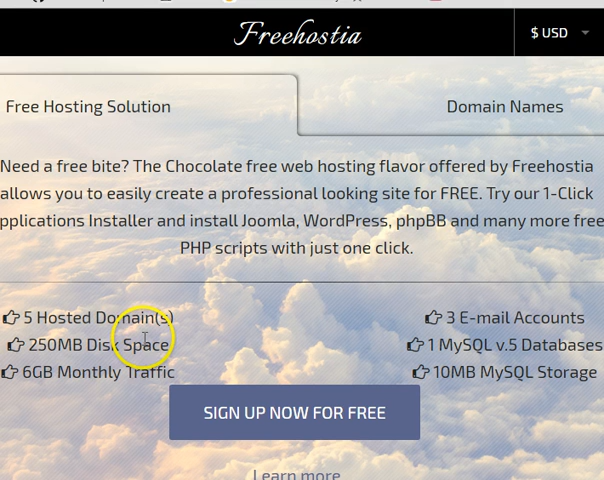 Freehostia
$ USD
Free Hosting Solution
Domain Names
Need a free bite? The Chocolate free web hosting flavor offered by Freehostia
allows you to easily create a professional looking site for FREE. Try our 1-Click
pplications Installer and install Joomla, WordPress, phpBB and many more free
PHP scripts with just one click.
5 Hosted Domain(s)
250MB Disk Space
6GB Monthly Traffic
3 E-mail Accounts
1 MySQL v.5 Databases
10MB MySQL Storage
SIGN UP NOW FOR FREE
Learn more